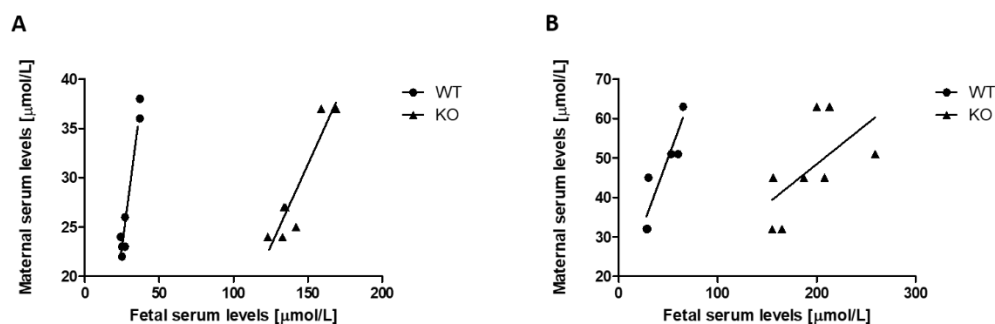 A
Maternal serum levels [µmol/L]
40
35
30
25
20
0 50 100 150 200
Fetal serum levels [µmol/L]
WT
KO
B
Maternal serum levels [µmol/L]
70
60
50
40
30
20
0 100 200 300
Fetal serum levels [µmol/L]
WT
KO